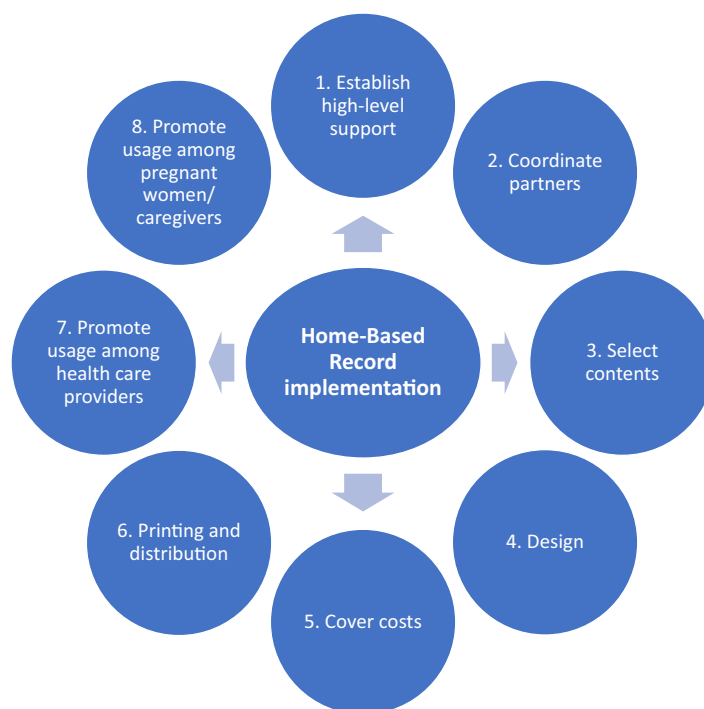 1. Establish
high-level
support
2. Coordinate
partners
3. Select
contents
4. Design
5. Cover costs
6. Printing and
distribution
7. Promote
usage among
health care
providers
8. Promote
usage among
pregnant
women/
caregivers
Home-Based
Record
implementation